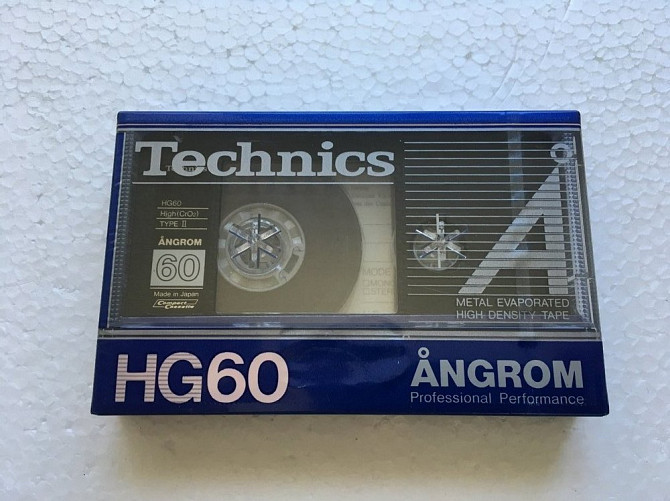 Technics
HG60
High(CrO₂)
TYPE II
ÅNGROM
60
Made in Japan
Compact
Cassette
MODE
Å
METAL EVAPORATED
HIGH DENSITY TAPE
HG60
ÅNGROM
Professional Performance